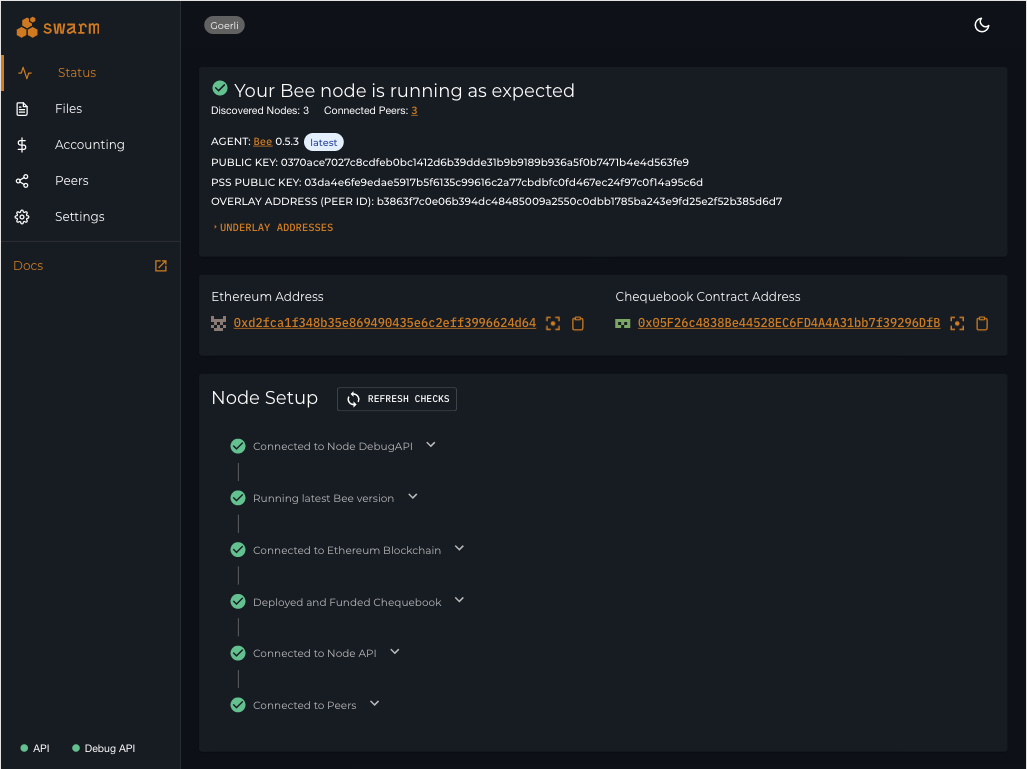 swarm
Goerli
Status
Files
Accounting
Peers
Settings
Docs
Your Bee node is running as expected
Discovered Nodes: 3 Connected Peers: 3
AGENT: Bee 0.5.3 latest
PUBLIC KEY: 0370ace7027c8cdfeb0bc1412d6b39dde31b9b9189b936a5f0b7471b4e4d563fe9
PSS PUBLIC KEY: 03da4e6fe9edae5917b5f6135c99616c2a77cbdbfc0fd467ec24f97c0f14a95c6d
OVERLAY ADDRESS (PEER ID): b3863f7c0e06b394dc48485009a2550c0dbb1785ba243e9fd25e2f52b385d6d7
UNDERLAY ADDRESSES
Ethereum Address
0xd2fca1f348b35e869490435e6c2eff3996624d64
Chequebook Contract Address
0x05F26c4838Be44528EC6FD4A4A31bb7f39296DfB
Node Setup REFRESH CHECKS
Connected to Node DebugAPI
Running latest Bee version
Connected to Ethereum Blockchain
Deployed and Funded Chequebook
Connected to Node API
Connected to Peers
API Debug API